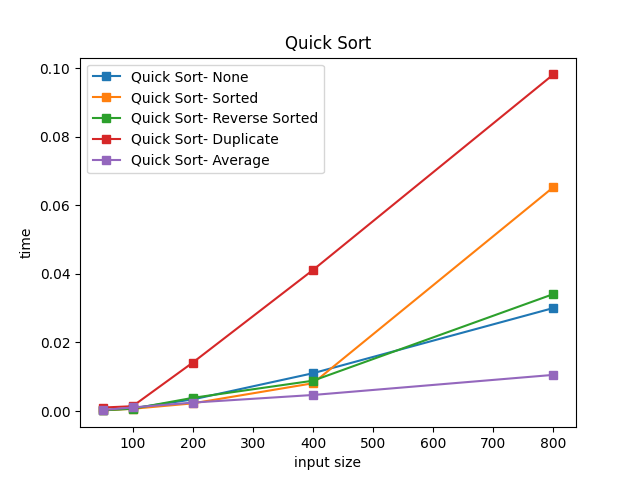 Quick Sort
Quick Sort- None
Quick Sort- Sorted
Quick Sort- Reverse Sorted
Quick Sort- Duplicate
Quick Sort- Average
time
0.10
0.08
0.06
0.04
0.02
0.00
100 200 300 400 500 600 700 800
input size